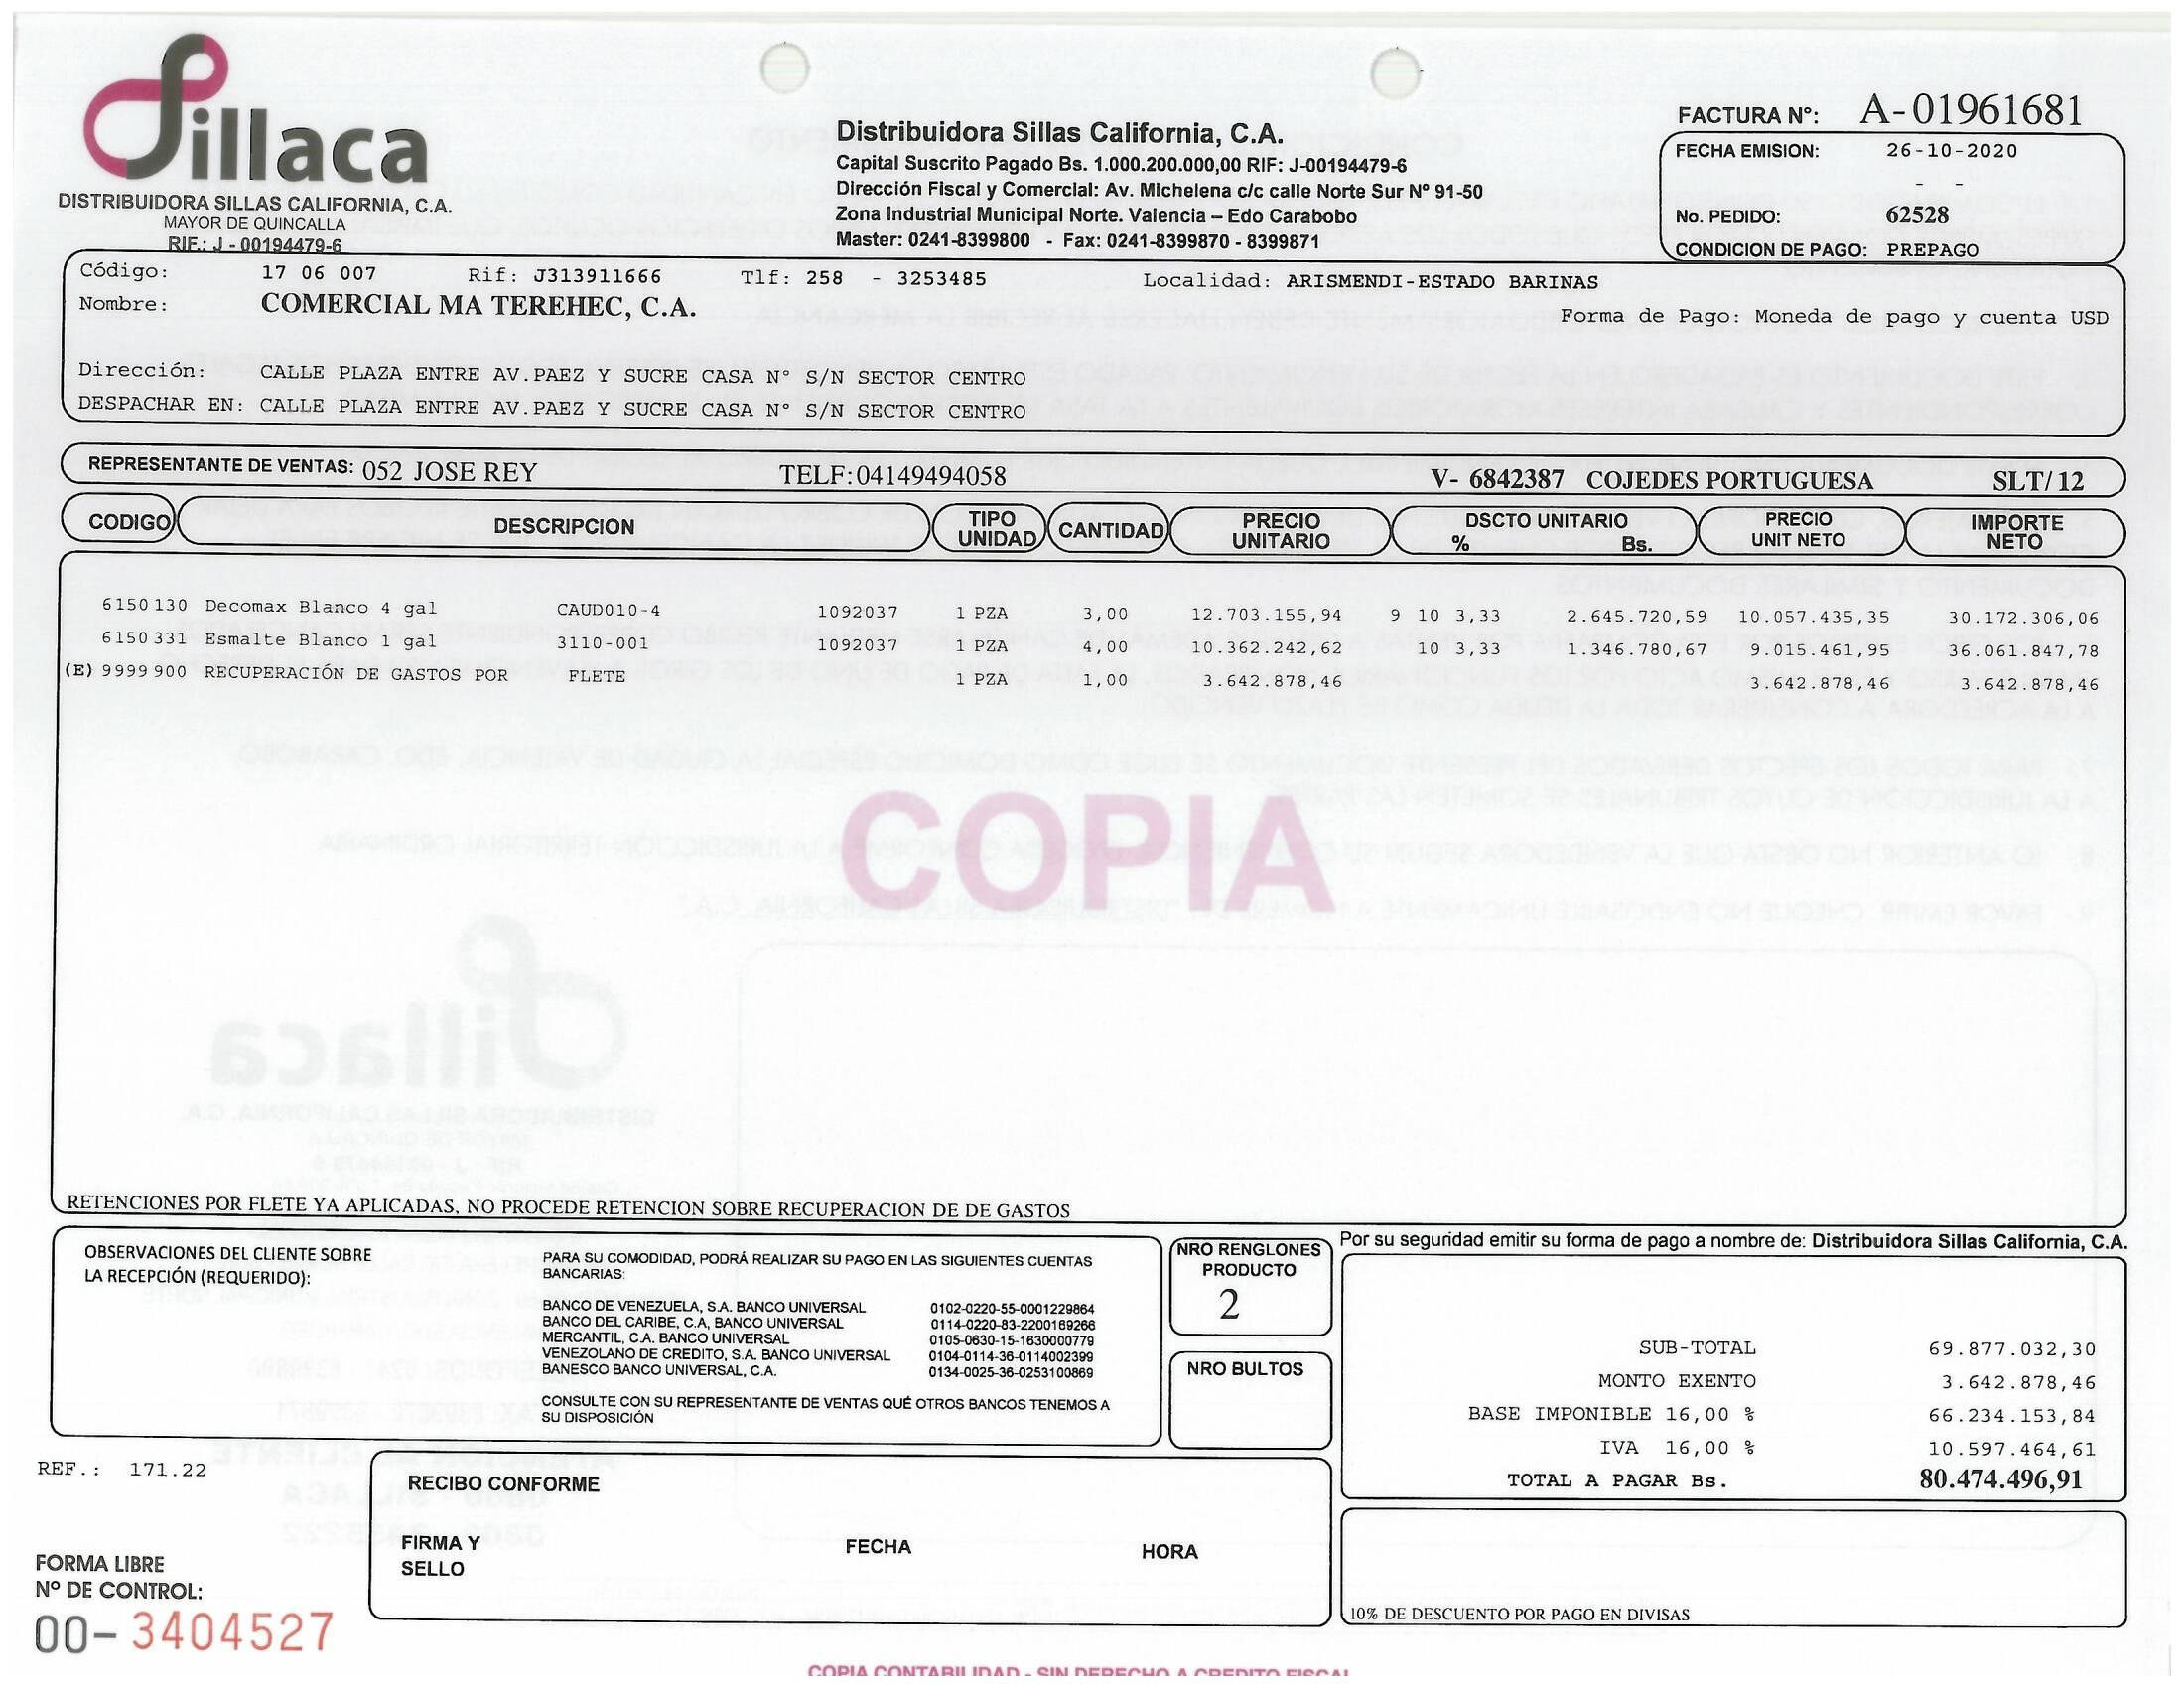 Sillaca
DISTRIBUIDORA SILLAS CALIFORNIA, C.A.
MAYOR DE QUINCALLA
RIF.: J - 00194479-6
Distribuidora Sillas California, C.A.
Capital Suscrito Pagado Bs. 1.000.200.000,00 RIF: J-00194479-6
Dirección Fiscal y Comercial: Av. Michelena c/c calle Norte Sur Nº 91-50
Zona Industrial Municipal Norte. Valencia – Edo Carabobo
Master: 0241-8399800 - Fax: 0241-8399870 - 8399871
FACTURA Nº: A-01961681
FECHA EMISION: 26-10-2020
- -
No. PEDIDO: 62528
CONDICION DE PAGO: PREPAGO
Código: 17 06 007 Rif: J313911666 Tlf: 258 - 3253485 Localidad: ARISMENDI-ESTADO BARINAS
Nombre: COMERCIAL MA TEREHEC, C.A.
Forma de Pago: Moneda de pago y cuenta USD
Dirección: CALLE PLAZA ENTRE AV.PAEZ Y SUCRE CASA Nº S/N SECTOR CENTRO
DESPACHAR EN: CALLE PLAZA ENTRE AV.PAEZ Y SUCRE CASA Nº S/N SECTOR CENTRO
REPRESENTANTE DE VENTAS: 052 JOSE REY TELF:04149494058 V- 6842387 COJEDES PORTUGUESA SLT/12
CODIGO DESCRIPCION TIPO UNIDAD CANTIDAD PRECIO UNITARIO DSCTO UNITARIO % Bs. PRECIO UNIT NETO IMPORTE NETO
6150130 Decomax Blanco 4 gal CAUD010-4 1092037 1 PZA 3,00 12.703.155,94 9 10 3,33 2.645.720,59 10.057.435,35 30.172.306,06
6150331 Esmalte Blanco 1 gal 3110-001 1092037 1 PZA 4,00 10.362.242,62 10 3,33 1.346.780,67 9.015.461,95 36.061.847,78
(E) 9999900 RECUPERACIÓN DE GASTOS POR FLETE 1 PZA 1,00 3.642.878,46 3.642.878,46 3.642.878,46
COPIA
RETENCIONES POR FLETE YA APLICADAS, NO PROCEDE RETENCION SOBRE RECUPERACION DE DE GASTOS
OBSERVACIONES DEL CLIENTE SOBRE
LA RECEPCIÓN (REQUERIDO):
PARA SU COMODIDAD, PODRÁ REALIZAR SU PAGO EN LAS SIGUIENTES CUENTAS
BANCARIAS:
BANCO DE VENEZUELA, S.A. BANCO UNIVERSAL 0102-0220-55-0001229864
BANCO DEL CARIBE, C.A, BANCO UNIVERSAL 0114-0220-83-2200169266
MERCANTIL, C.A. BANCO UNIVERSAL 0105-0630-15-1630000779
VENEZOLANO DE CREDITO, S.A. BANCO UNIVERSAL 0104-0114-36-0114002399
BANESCO BANCO UNIVERSAL, C.A. 0134-0025-36-0253100869
CONSULTE CON SU REPRESENTANTE DE VENTAS QUÉ OTROS BANCOS TENEMOS A
SU DISPOSICIÓN
NRO RENGLONES
PRODUCTO
2
NRO BULTOS
Por su seguridad emitir su forma de pago a nombre de: Distribuidora Sillas California, C.A.
SUB-TOTAL 69.877.032,30
MONTO EXENTO 3.642.878,46
BASE IMPONIBLE 16,00 % 66.234.153,84
IVA 16,00 % 10.597.464,61
TOTAL A PAGAR Bs. 80.474.496,91
REF.: 171.22
RECIBO CONFORME
FIRMA Y
SELLO
FECHA
HORA
10% DE DESCUENTO POR PAGO EN DIVISAS
FORMA LIBRE
Nº DE CONTROL:
00-3404527
COPIA CONTABILIDAD - SIN DERECHO A CREDITO FISCAL